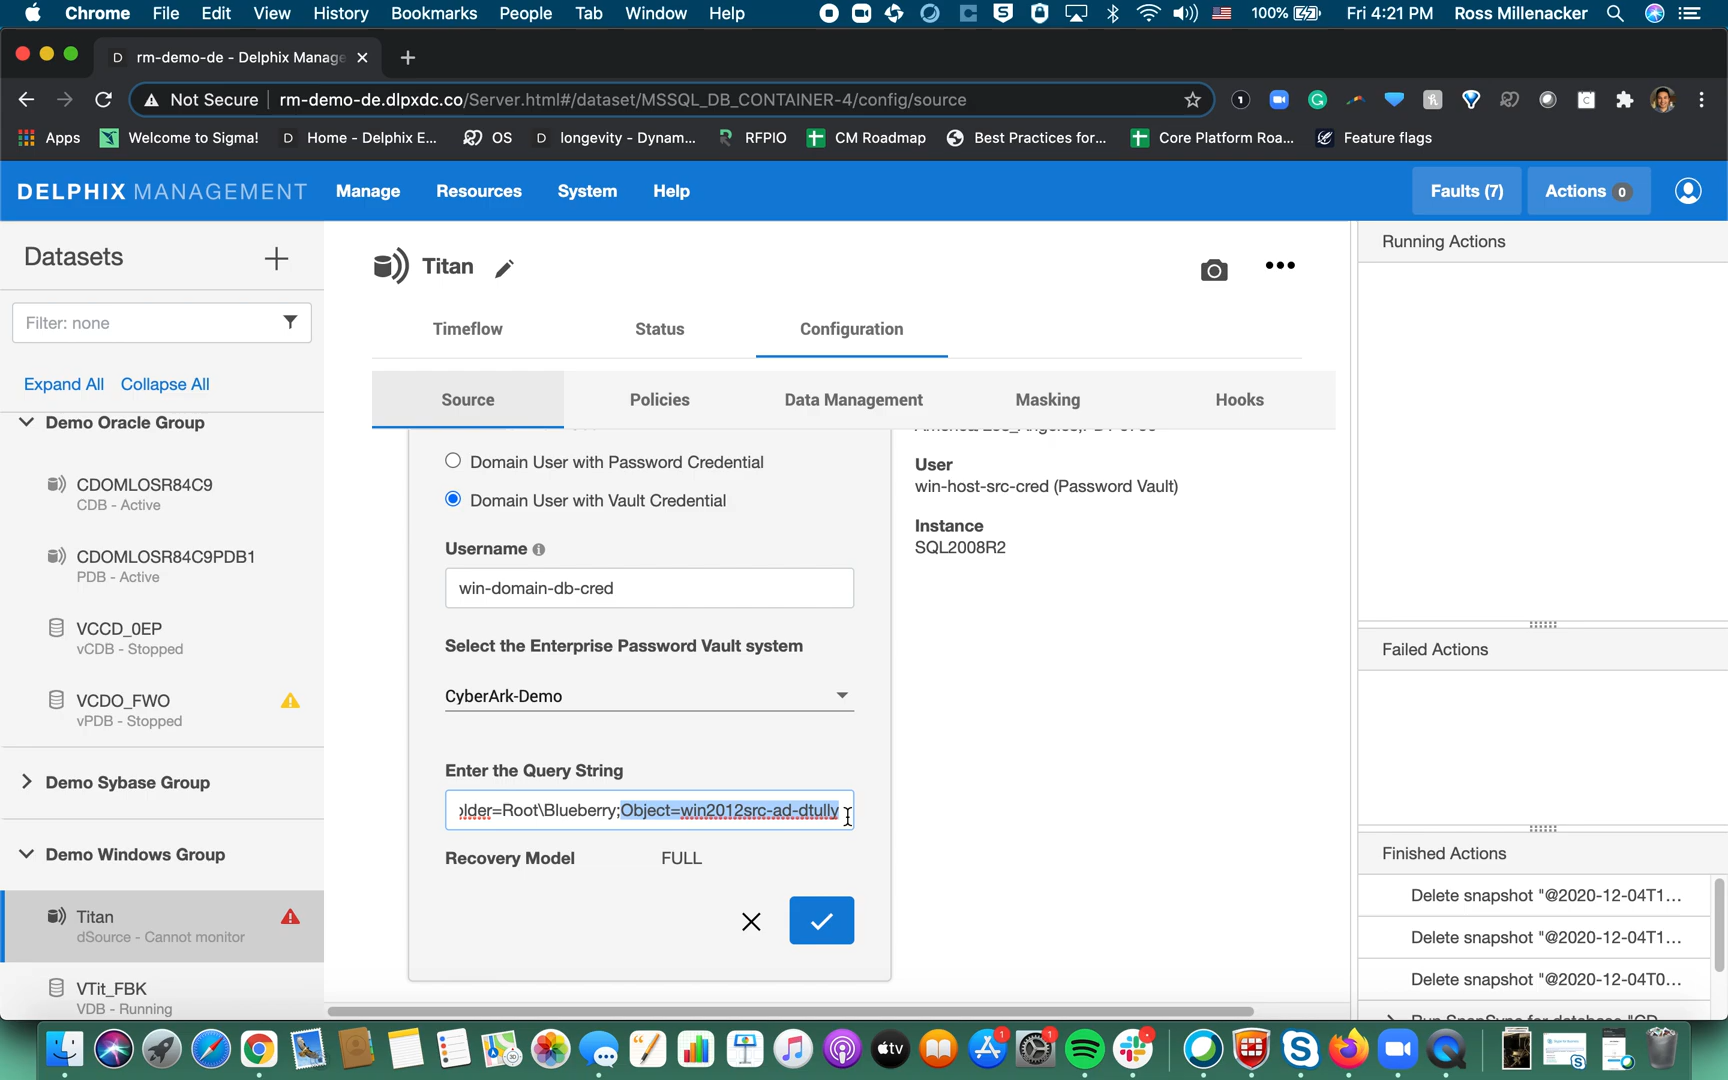 Chrome File Edit View History Bookmarks People Tab Window Help 100% Fri 4:21 PM Ross Millenacker
D rm-demo-de - Delphix Manage
Not Secure rm-demo-de.dlpxdc.co/Server.html#/dataset/MSSQL_DB_CONTAINER-4/config/source
Apps Welcome to Sigma! D Home - Delphix E... OS D longevity - Dynam... RFPIO CM Roadmap Best Practices for... Core Platform Roa... Feature flags
DELPHIX MANAGEMENT Manage Resources System Help Faults (7) Actions 0
Datasets
Filter: none
Expand All Collapse All
Demo Oracle Group
CDOMLOSR84C9
CDB - Active
CDOMLOSR84C9PDB1
PDB - Active
VCCD_0EP
vCDB - Stopped
VCDO_FWO
vPDB - Stopped
Demo Sybase Group
Demo Windows Group
Titan
dSource - Cannot monitor
VTit_FBK
VDB - Running
Titan
Timeflow Status Configuration
Source Policies Data Management Masking Hooks
Domain User with Password Credential
Domain User with Vault Credential
Username
win-domain-db-cred
Select the Enterprise Password Vault system
CyberArk-Demo
Enter the Query String
older=Root\Blueberry;Object=win2012src-ad-dtully
Recovery Model FULL
User
win-host-src-cred (Password Vault)
Instance
SQL2008R2
Running Actions
Failed Actions
Finished Actions
Delete snapshot "@2020-12-04T1...
Delete snapshot "@2020-12-04T1...
Delete snapshot "@2020-12-04T0...
Run SnapSync for database "CD
tv